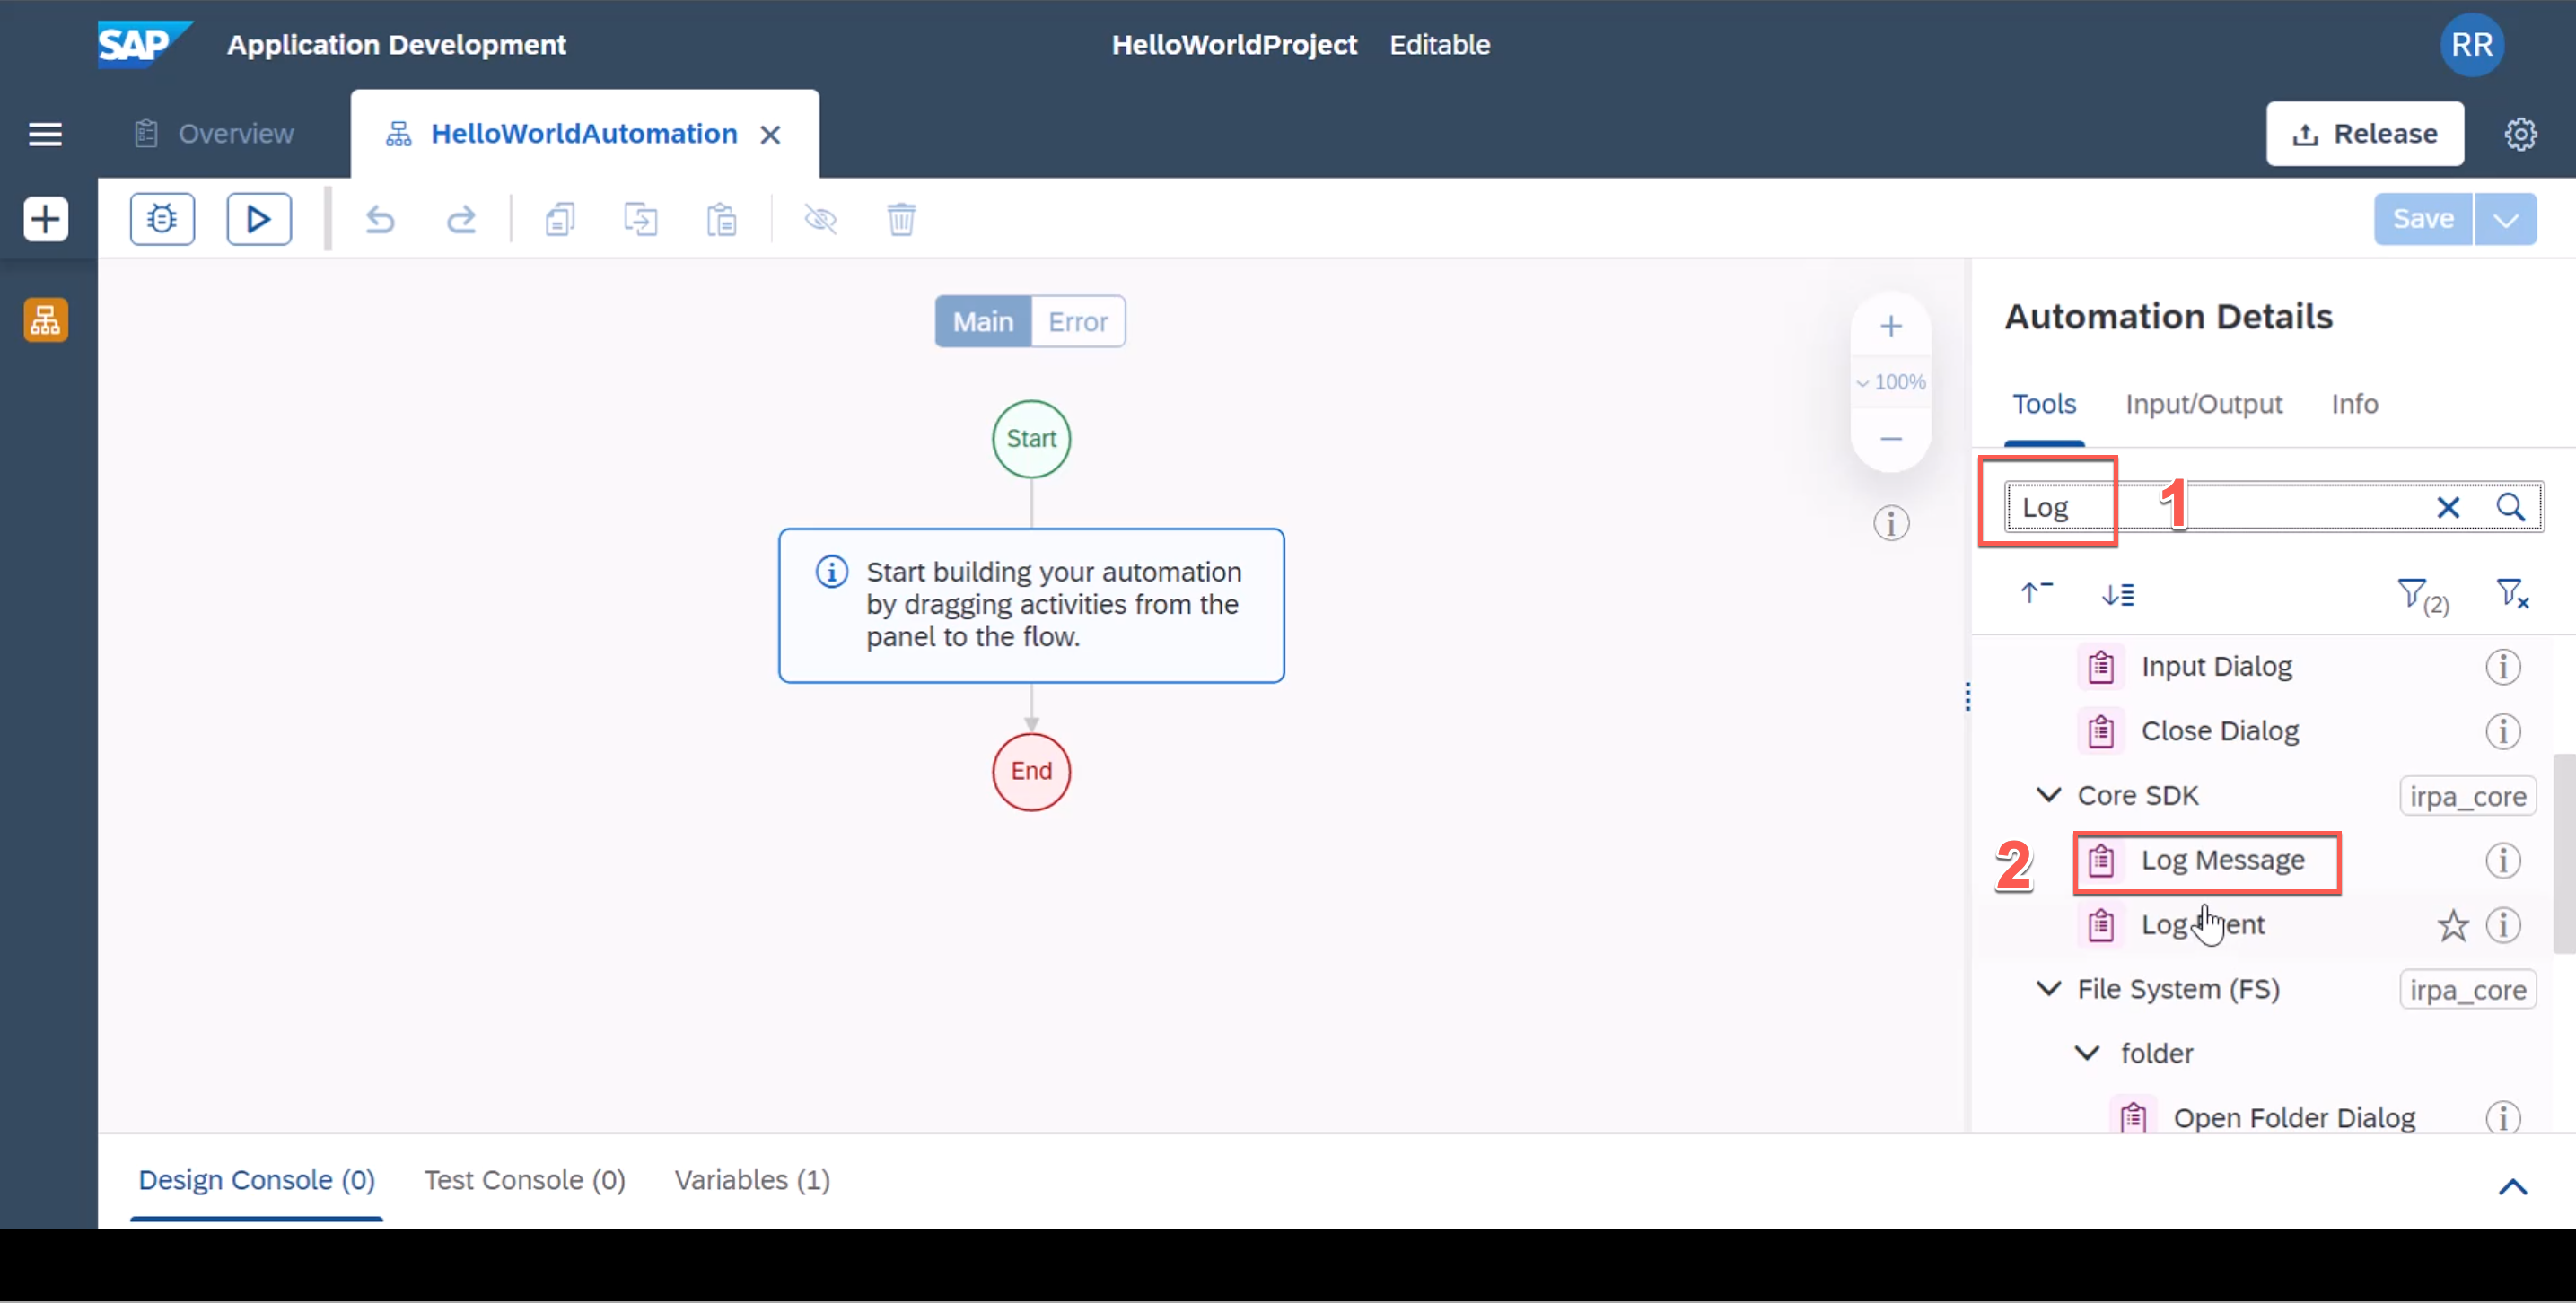 SAP Application Development
HelloWorldProject Editable
RR
Overview
HelloWorldAutomation
Release
Save
Main Error
100%
Start
Start building your automation
by dragging activities from the
panel to the flow.
End
Automation Details
Tools Input/Output Info
Log
1
(2)
Input Dialog
Close Dialog
Core SDK irpa_core
2 Log Message
Log ent
File System (FS) irpa_core
folder
Open Folder Dialog
Design Console (0) Test Console (0) Variables (1)